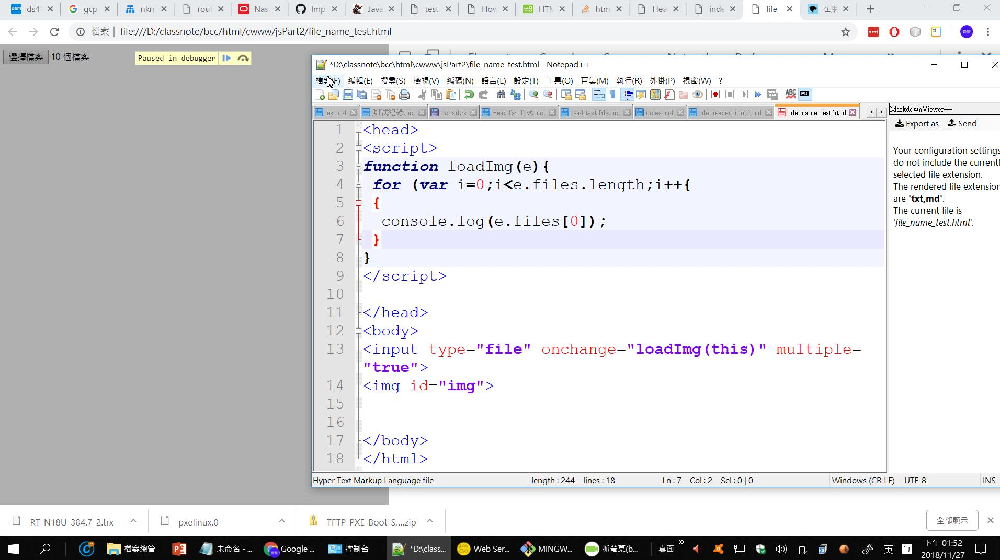 ds4
gcp
nkrr
rout
Nas
Imp
Java
test.
How
HTM
htm
Hea
inde
file_
在網
檔案 file:///D:/classnote/bcc/html/cwww/jsPart2/file_name_test.html
選擇檔案 10 個檔案
Paused in debugger
*D:\classnote\bcc\html\cwww\jsPart2\file_name_test.html - Notepad++
編輯(E) 搜尋(S) 檢視(V) 編碼(N) 語言(L) 設定(T) 工具(O) 巨集(M) 執行(R) 外掛(P) 視窗(W) ?
test.md 測試紀錄.md mdtail.js HeadTailTry6.md read text file.md index.md file_reader_img.html file_name_test.html
1 <head>
2 <script>
3 function loadImg(e){
4 for (var i=0;i<e.files.length;i++{
5 {
6 console.log(e.files[0]);
7 }
8 }
9 </script>
10
11 </head>
12 <body>
13 <input type="file" onchange="loadImg(this)" multiple=
"true">
14 <img id="img">
15
16
17 </body>
18 </html>
MarkdownViewer++
Export as Send
Your configuration settings
do not include the currentl
selected file extension.
The rendered file extension
are 'txt,md'.
The current file is
'file_name_test.html'.
Hyper Text Markup Language file length : 244 lines : 18 Ln : 7 Col : 2 Sel : 0 | 0 Windows (CR LF) UTF-8 INS
RT-N18U_384.7_2.trx pxelinux.0 TFTP-PXE-Boot-S....zip 全部顯示
檔案總管 未命名 - ... Google ... 控制台 *D:\class... Web Ser... MINGW... 抓螢幕(b... 桌面 英
下午 01:52
2018/11/27